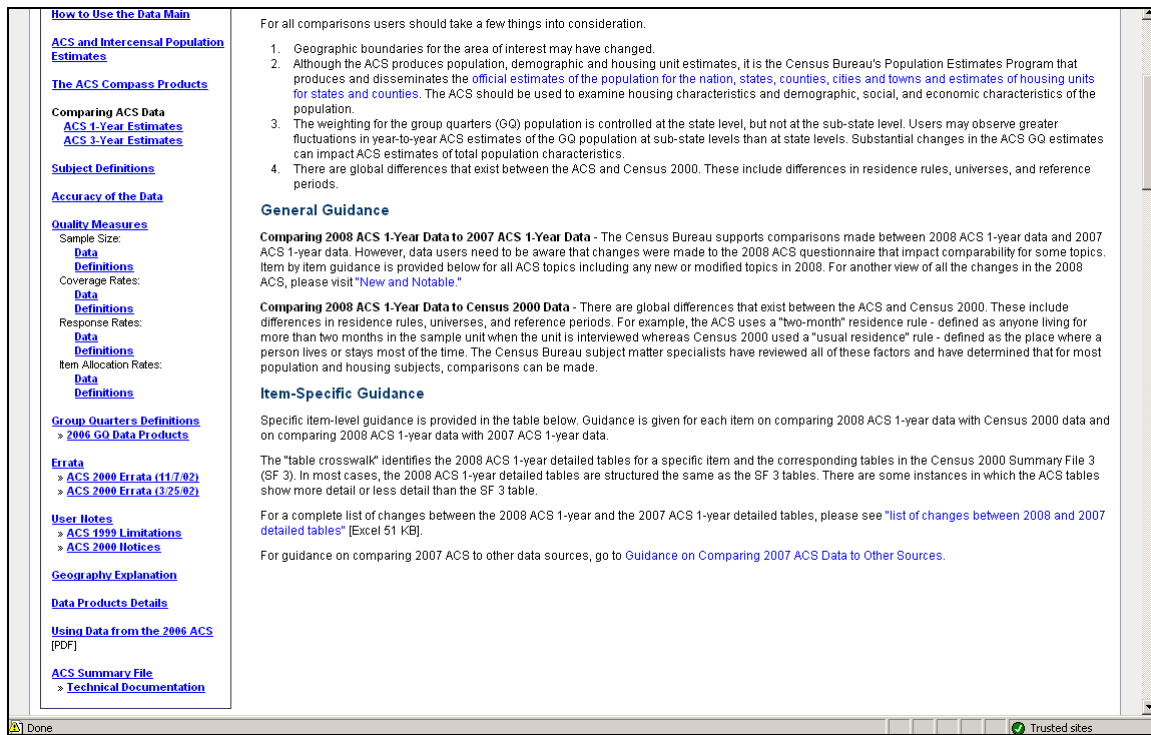 How to Use the Data Main
ACS and Intercensal Population
Estimates
The ACS Compass Products
Comparing ACS Data
ACS 1-Year Estimates
ACS 3-Year Estimates
Subject Definitions
Accuracy of the Data
Quality Measures
Sample Size:
Data
Definitions
Coverage Rates:
Data
Definitions
Response Rates:
Data
Definitions
Item Allocation Rates:
Data
Definitions
Group Quarters Definitions
» 2006 GQ Data Products
Errata
» ACS 2000 Errata (11/7/02)
» ACS 2000 Errata (3/25/02)
User Notes
» ACS 1999 Limitations
» ACS 2000 Notices
Geography Explanation
Data Products Details
Using Data from the 2006 ACS
[PDF]
ACS Summary File
» Technical Documentation
For all comparisons users should take a few things into consideration.
1. Geographic boundaries for the area of interest may have changed.
2. Although the ACS produces population, demographic and housing unit estimates, it is the Census Bureau's Population Estimates Program that
produces and disseminates the official estimates of the population for the nation, states, counties, cities and towns and estimates of housing units
for states and counties. The ACS should be used to examine housing characteristics and demographic, social, and economic characteristics of the
population.
3. The weighting for the group quarters (GQ) population is controlled at the state level, but not at the sub-state level. Users may observe greater
fluctuations in year-to-year ACS estimates of the GQ population at sub-state levels than at state levels. Substantial changes in the ACS GQ estimates
can impact ACS estimates of total population characteristics.
4. There are global differences that exist between the ACS and Census 2000. These include differences in residence rules, universes, and reference
periods.
General Guidance
Comparing 2008 ACS 1-Year Data to 2007 ACS 1-Year Data - The Census Bureau supports comparisons made between 2008 ACS 1-year data and 2007
ACS 1-year data. However, data users need to be aware that changes were made to the 2008 ACS questionnaire that impact comparability for some topics.
Item by item guidance is provided below for all ACS topics including any new or modified topics in 2008. For another view of all the changes in the 2008
ACS, please visit "New and Notable."
Comparing 2008 ACS 1-Year Data to Census 2000 Data - There are global differences that exist between the ACS and Census 2000. These include
differences in residence rules, universes, and reference periods. For example, the ACS uses a "two-month" residence rule - defined as anyone living for
more than two months in the sample unit when the unit is interviewed whereas Census 2000 used a "usual residence" rule - defined as the place where a
person lives or stays most of the time. The Census Bureau subject matter specialists have reviewed all of these factors and have determined that for most
population and housing subjects, comparisons can be made.
Item-Specific Guidance
Specific item-level guidance is provided in the table below. Guidance is given for each item on comparing 2008 ACS 1-year data with Census 2000 data and
on comparing 2008 ACS 1-year data with 2007 ACS 1-year data.
The "table crosswalk" identifies the 2008 ACS 1-year detailed tables for a specific item and the corresponding tables in the Census 2000 Summary File 3
(SF 3). In most cases, the 2008 ACS 1-year detailed tables are structured the same as the SF 3 tables. There are some instances in which the ACS tables
show more detail or less detail than the SF 3 table.
For a complete list of changes between the 2008 ACS 1-year and the 2007 ACS 1-year detailed tables, please see "list of changes between 2008 and 2007
detailed tables" [Excel 51 KB].
For guidance on comparing 2007 ACS to other data sources, go to Guidance on Comparing 2007 ACS Data to Other Sources.
Done
Trusted sites